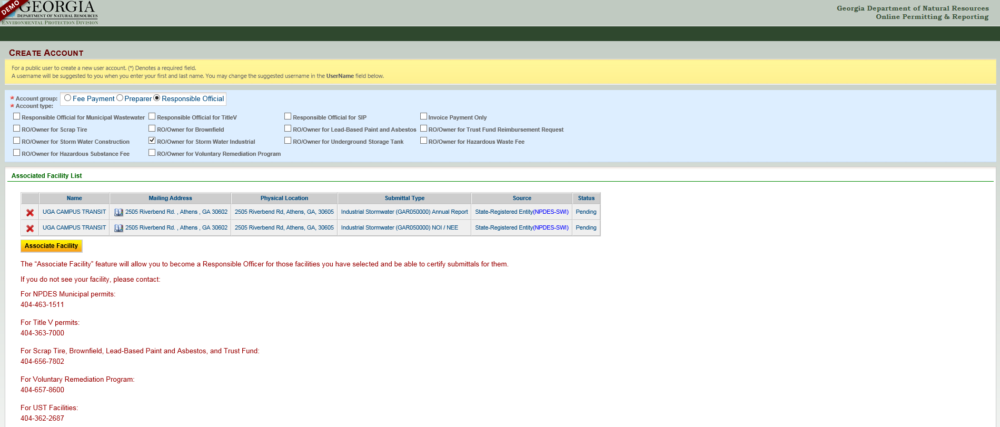 DEMO
GEORGIA
DEPARTMENT OF NATURAL RESOURCES
ENVIRONMENTAL PROTECTION DIVISION
Georgia Department of Natural Resources
Online Permitting & Reporting
CREATE ACCOUNT
For a public user to create a new user account. (*) Denotes a required field.
A username will be suggested to you when you enter your first and last name. You may change the suggested username in the UserName field below.
* Account group: Fee Payment Preparer Responsible Official
* Account type:
Responsible Official for Municipal Wastewater Responsible Official for TitleV Responsible Official for SIP Invoice Payment Only
RO/Owner for Scrap Tire RO/Owner for Brownfield RO/Owner for Lead-Based Paint and Asbestos RO/Owner for Trust Fund Reimbursement Request
RO/Owner for Storm Water Construction RO/Owner for Storm Water Industrial RO/Owner for Underground Storage Tank RO/Owner for Hazardous Waste Fee
RO/Owner for Hazardous Substance Fee RO/Owner for Voluntary Remediation Program
Associated Facility List
Name Mailing Address Physical Location Submittal Type Source Status
UGA CAMPUS TRANSIT 2505 Riverbend Rd. , Athens , GA 30602 2505 Riverbend Rd, Athens, GA, 30605 Industrial Stormwater (GAR050000) Annual Report State-Registered Entity(NPDES-SWI) Pending
UGA CAMPUS TRANSIT 2505 Riverbend Rd. , Athens , GA 30602 2505 Riverbend Rd, Athens, GA, 30605 Industrial Stormwater (GAR050000) NOI / NEE State-Registered Entity(NPDES-SWI) Pending
Associate Facility
The “Associate Facility” feature will allow you to become a Responsible Officer for those facilities you have selected and be able to certify submittals for them.
If you do not see your facility, please contact:
For NPDES Municipal permits:
404-463-1511
For Title V permits:
404-363-7000
For Scrap Tire, Brownfield, Lead-Based Paint and Asbestos, and Trust Fund:
404-656-7802
For Voluntary Remediation Program:
404-657-8600
For UST Facilities:
404-362-2687